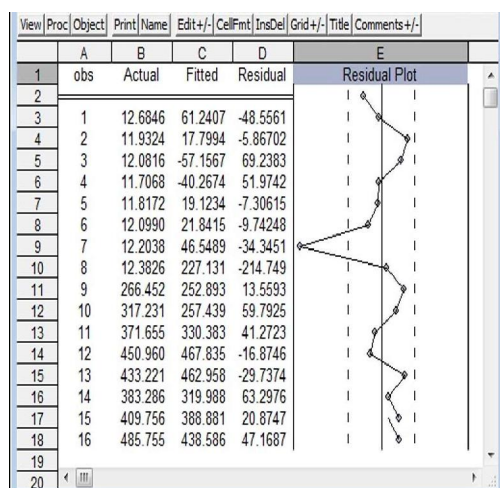 View Proc Object Print Name Edit+/- CellFmt InsDel Grid+/- Title Comments+/-
A B C D E
1 obs Actual Fitted Residual Residual Plot
2
3 1 12.6846 61.2407 -48.5561
4 2 11.9324 17.7994 -5.86702
5 3 12.0816 -57.1567 69.2383
6 4 11.7068 -40.2674 51.9742
7 5 11.8172 19.1234 -7.30615
8 6 12.0990 21.8415 -9.74248
9 7 12.2038 46.5489 -34.3451
10 8 12.3826 227.131 -214.749
11 9 266.452 252.893 13.5593
12 10 317.231 257.439 59.7925
13 11 371.655 330.383 41.2723
14 12 450.960 467.835 -16.8746
15 13 433.221 462.958 -29.7374
16 14 383.286 319.988 63.2976
17 15 409.756 388.881 20.8747
18 16 485.755 438.586 47.1687
19
20